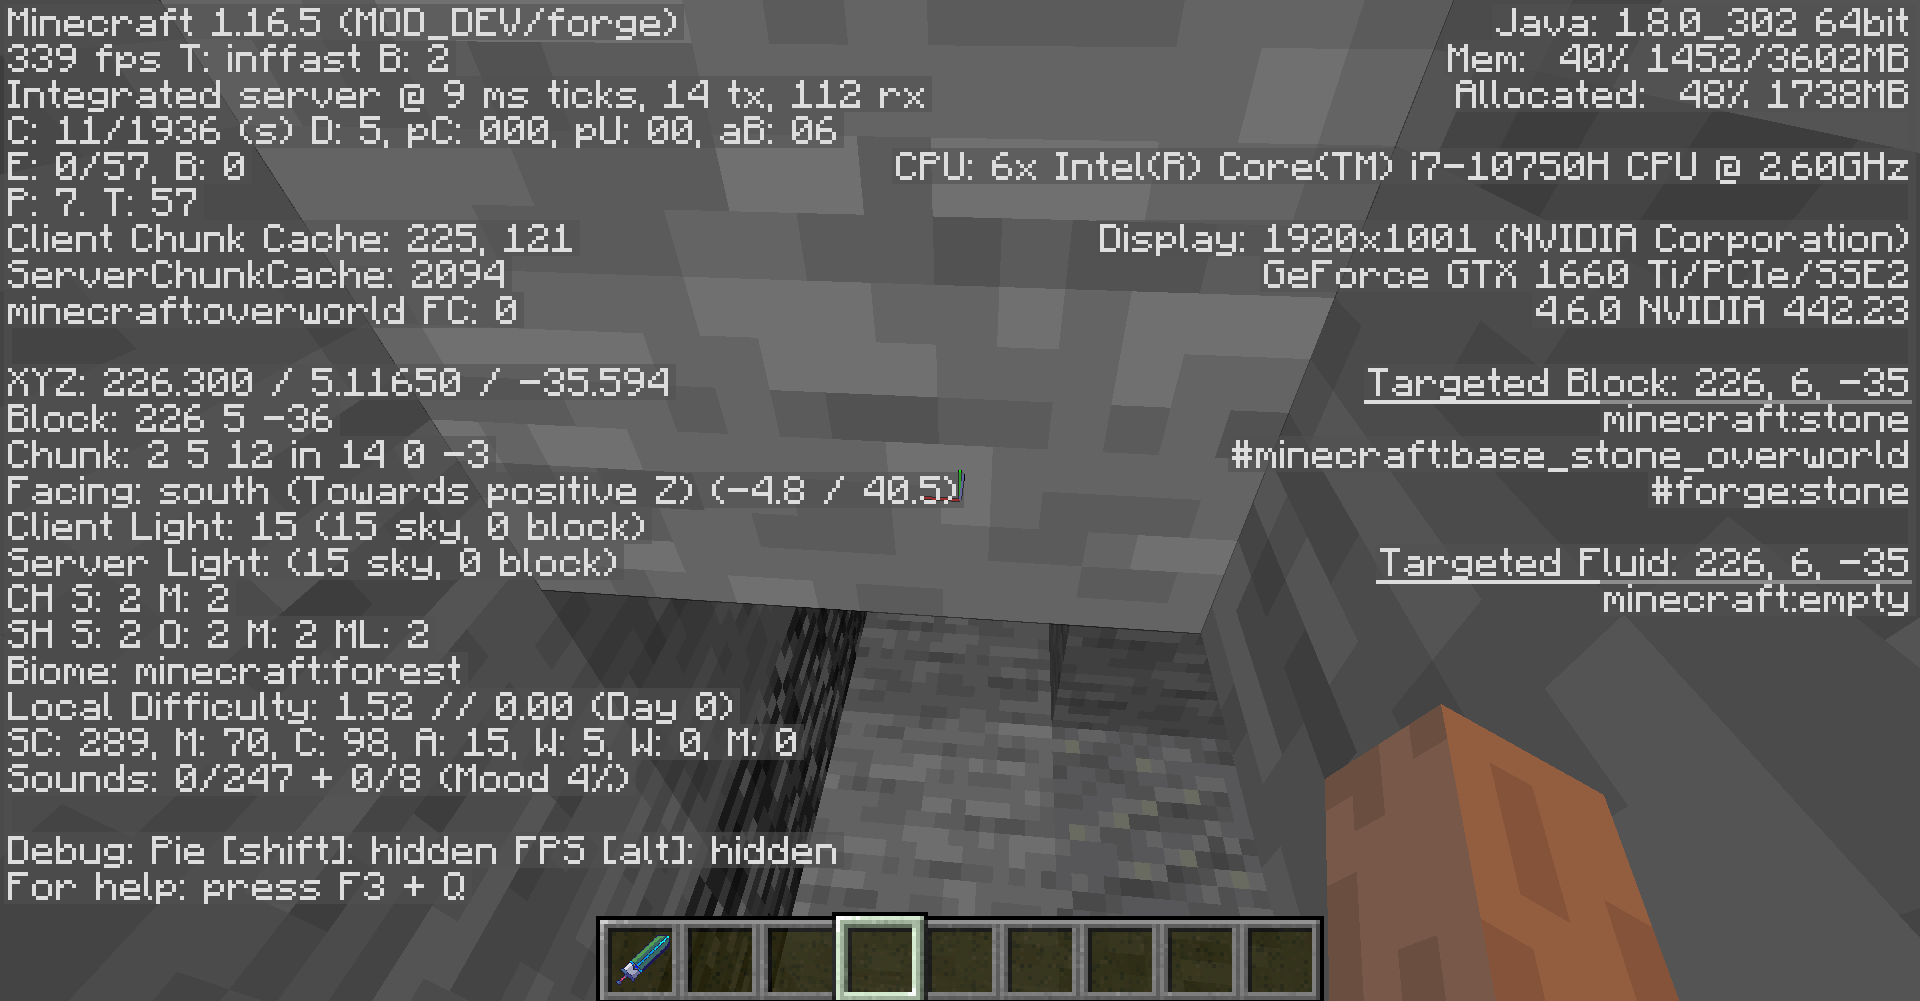 Minecraft 1.16.5 (MOD_DEV/forge)
339 fps T: inffast B: 2
Integrated server @ 9 ms ticks, 14 tx, 112 rx
C: 11/1936 (s) D: 5, pC: 000, pU: 00, aB: 06
E: 0/57, B: 0
P: 7. T: 57
Client Chunk Cache: 225, 121
ServerChunkCache: 2094
minecraft:overworld FC: 0
XYZ: 226.300 / 5.11650 / -35.594
Block: 226 5 -36
Chunk: 2 5 12 in 14 0 -3
Facing: south (Towards positive Z) (-4.8 / 40.5)
Client Light: 15 (15 sky, 0 block)
Server Light: (15 sky, 0 block)
CH S: 2 M: 2
SH S: 2 O: 2 M: 2 ML: 2
Biome: minecraft:forest
Local Difficulty: 1.52 // 0.00 (Day 0)
SC: 289, M: 70, C: 98, A: 15, W: 5, W: 0, M: 0
Sounds: 0/247 + 0/8 (Mood 4%)
Debug: Pie [shift]: hidden FPS [alt]: hidden
For help: press F3 + Q
Java: 1.8.0_302 64bit
Mem: 40% 1452/3602MB
Allocated: 48% 1738MB
CPU: 6x Intel(R) Core(TM) i7-10750H CPU @ 2.60GHz
Display: 1920x1001 (NVIDIA Corporation)
GeForce GTX 1660 Ti/PCIe/SSE2
4.6.0 NVIDIA 442.23
Targeted Block: 226, 6, -35
minecraft:stone
#minecraft:base_stone_overworld
#forge:stone
Targeted Fluid: 226, 6, -35
minecraft:empty